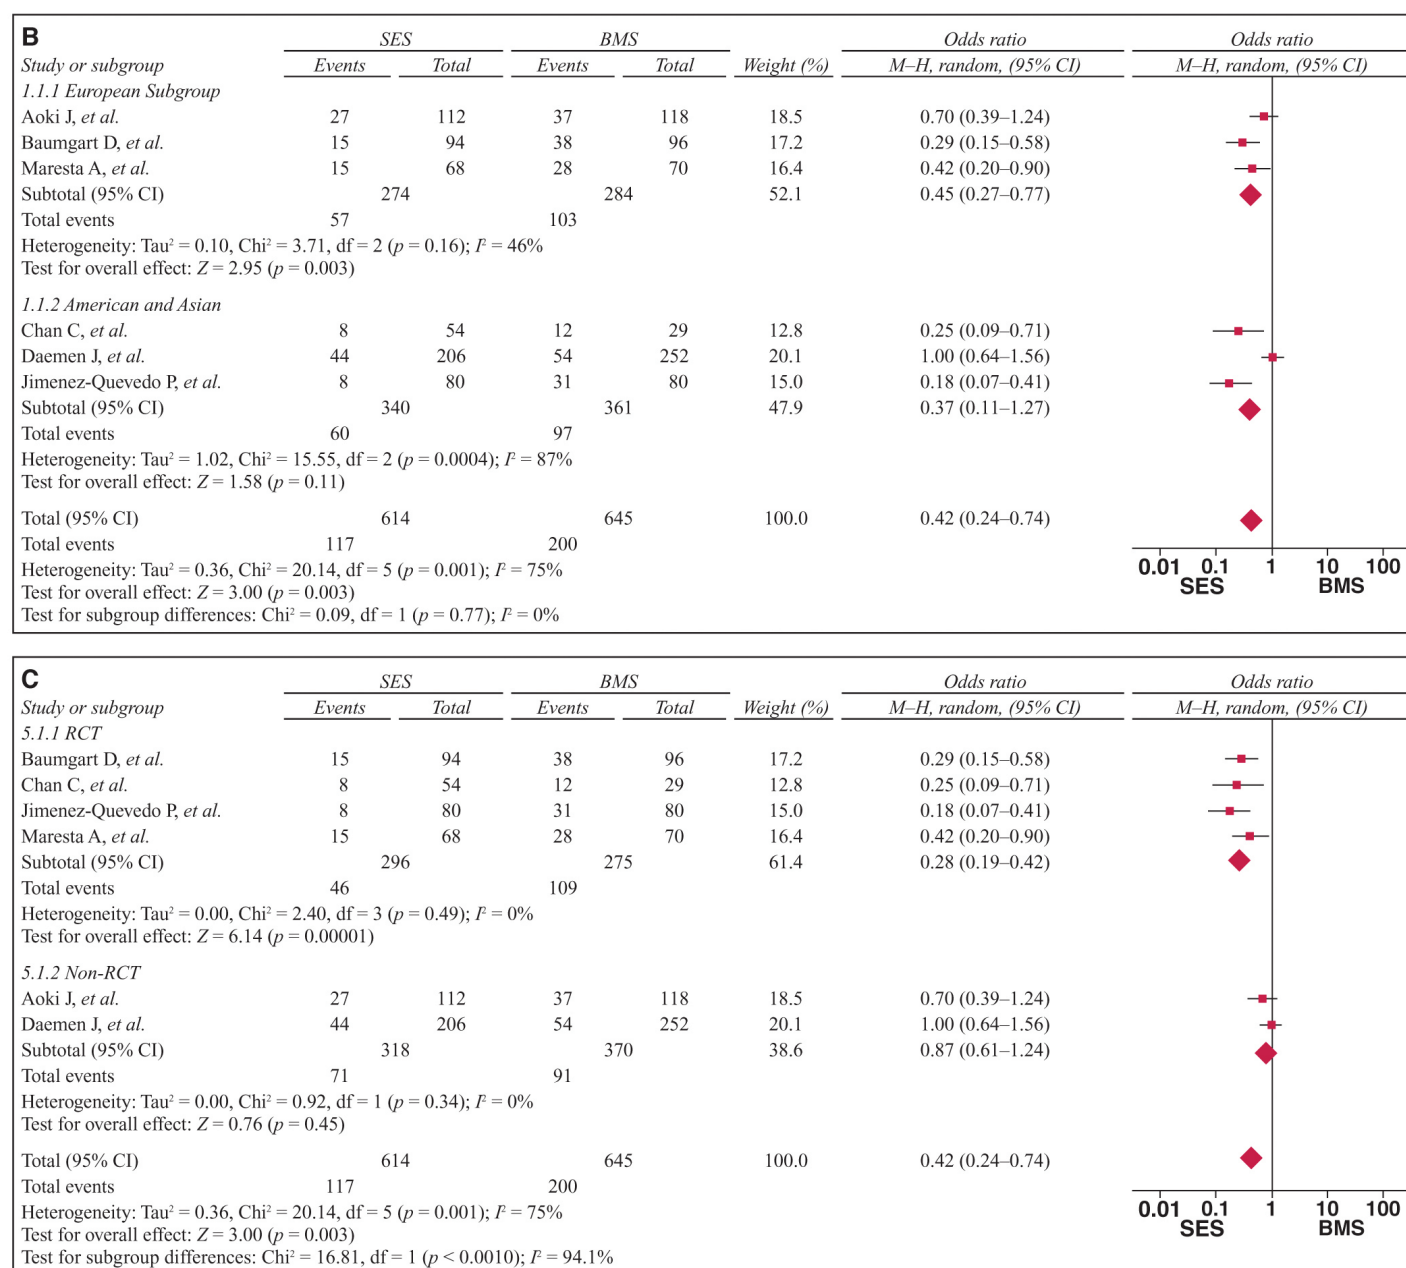 B
SES BMS Odds ratio Odds ratio
Study or subgroup Events Total Events Total Weight (%) M–H, random, (95% CI) M–H, random, (95% CI)
1.1.1 European Subgroup
Aoki J, et al. 27 112 37 118 18.5 0.70 (0.39–1.24)
Baumgart D, et al. 15 94 38 96 17.2 0.29 (0.15–0.58)
Maresta A, et al. 15 68 28 70 16.4 0.42 (0.20–0.90)
Subtotal (95% CI) 274 284 52.1 0.45 (0.27–0.77)
Total events 57 103
Heterogeneity: Tau² = 0.10, Chi² = 3.71, df = 2 (p = 0.16); I² = 46%
Test for overall effect: Z = 2.95 (p = 0.003)
1.1.2 American and Asian
Chan C, et al. 8 54 12 29 12.8 0.25 (0.09–0.71)
Daemen J, et al. 44 206 54 252 20.1 1.00 (0.64–1.56)
Jimenez-Quevedo P, et al. 8 80 31 80 15.0 0.18 (0.07–0.41)
Subtotal (95% CI) 340 361 47.9 0.37 (0.11–1.27)
Total events 60 97
Heterogeneity: Tau² = 1.02, Chi² = 15.55, df = 2 (p = 0.0004); I² = 87%
Test for overall effect: Z = 1.58 (p = 0.11)
Total (95% CI) 614 645 100.0 0.42 (0.24–0.74)
Total events 117 200
Heterogeneity: Tau² = 0.36, Chi² = 20.14, df = 5 (p = 0.001); I² = 75%
Test for overall effect: Z = 3.00 (p = 0.003)
Test for subgroup differences: Chi² = 0.09, df = 1 (p = 0.77); I² = 0%
0.01 0.1 1 10 100
SES BMS
C
SES BMS Odds ratio Odds ratio
Study or subgroup Events Total Events Total Weight (%) M–H, random, (95% CI) M–H, random, (95% CI)
5.1.1 RCT
Baumgart D, et al. 15 94 38 96 17.2 0.29 (0.15–0.58)
Chan C, et al. 8 54 12 29 12.8 0.25 (0.09–0.71)
Jimenez-Quevedo P, et al. 8 80 31 80 15.0 0.18 (0.07–0.41)
Maresta A, et al. 15 68 28 70 16.4 0.42 (0.20–0.90)
Subtotal (95% CI) 296 275 61.4 0.28 (0.19–0.42)
Total events 46 109
Heterogeneity: Tau² = 0.00, Chi² = 2.40, df = 3 (p = 0.49); I² = 0%
Test for overall effect: Z = 6.14 (p = 0.00001)
5.1.2 Non-RCT
Aoki J, et al. 27 112 37 118 18.5 0.70 (0.39–1.24)
Daemen J, et al. 44 206 54 252 20.1 1.00 (0.64–1.56)
Subtotal (95% CI) 318 370 38.6 0.87 (0.61–1.24)
Total events 71 91
Heterogeneity: Tau² = 0.00, Chi² = 0.92, df = 1 (p = 0.34); I² = 0%
Test for overall effect: Z = 0.76 (p = 0.45)
Total (95% CI) 614 645 100.0 0.42 (0.24–0.74)
Total events 117 200
Heterogeneity: Tau² = 0.36, Chi² = 20.14, df = 5 (p = 0.001); I² = 75%
Test for overall effect: Z = 3.00 (p = 0.003)
Test for subgroup differences: Chi² = 16.81, df = 1 (p < 0.0010); I² = 94.1%
0.01 0.1 1 10 100
SES BMS